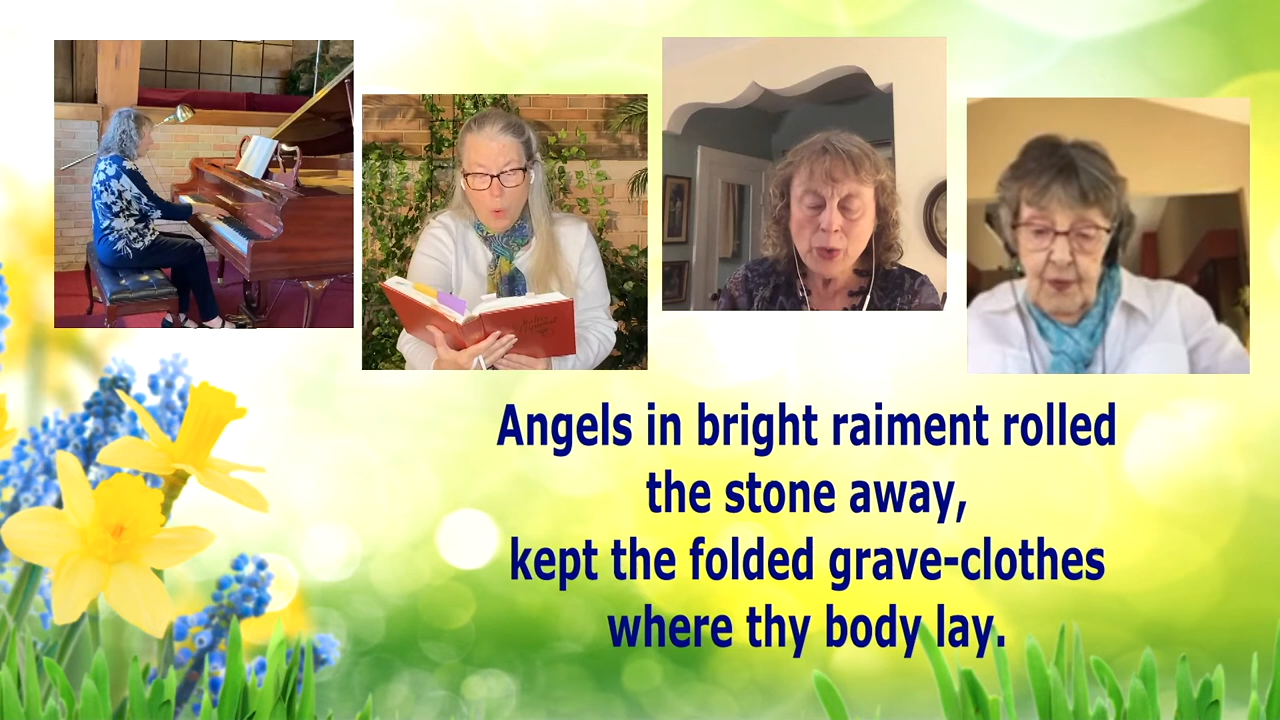 Angels in bright raiment rolled
the stone away,
kept the folded grave-clothes
where thy body lay.